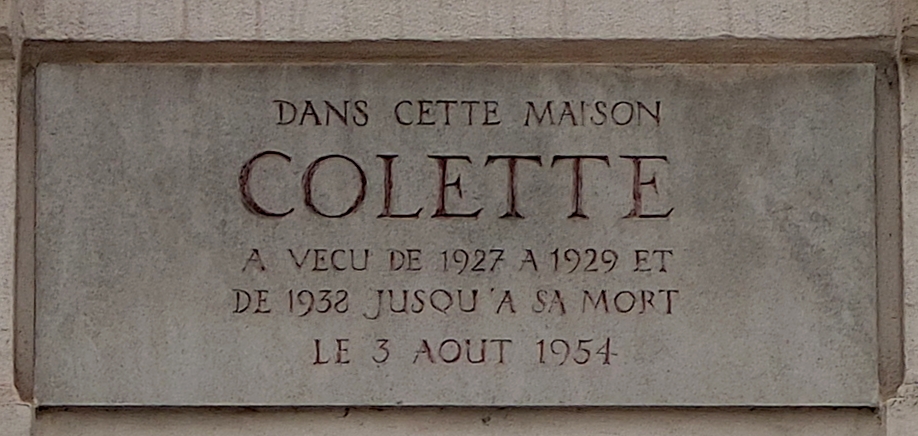 DANS CETTE MAISON
COLETTE
A VECU DE 1927 A 1929 ET
DE 1938 JUSQU'A SA MORT
LE 3 AOUT 1954